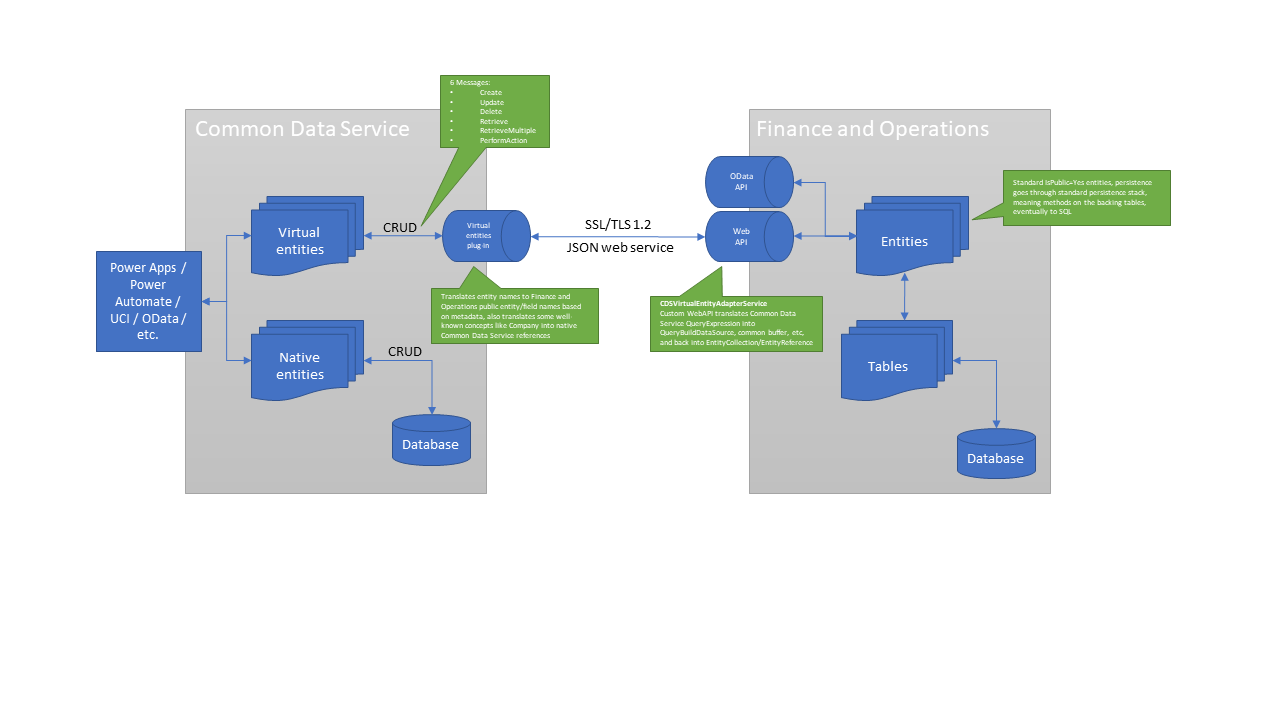 6 Messages:
• Create
• Update
• Delete
• Retrieve
• RetrieveMultiple
• PerformAction
Common Data Service
Finance and Operations
OData
API
Standard IsPublic=Yes entities, persistence
goes through standard persistence stack,
meaning methods on the backing tables,
eventually to SQL
Virtual
entities
CRUD
Virtual
entities
plug in
SSL/TLS 1.2
JSON web service
Web
API
Entities
Power Apps /
Power
Automate /
UCI / OData /
etc.
Translates entity names to Finance and
Operations public entity/field names based
on metadata, also translates some well-
known concepts like Company into native
Common Data Service references
CDSVirtualEntityAdapterService
Custom WebAPI translates Common Data
Service QueryExpression into
QueryBuildDataSource, common buffer, etc,
and back into EntityCollection/EntityReference
Native
entities
CRUD
Tables
Database
Database